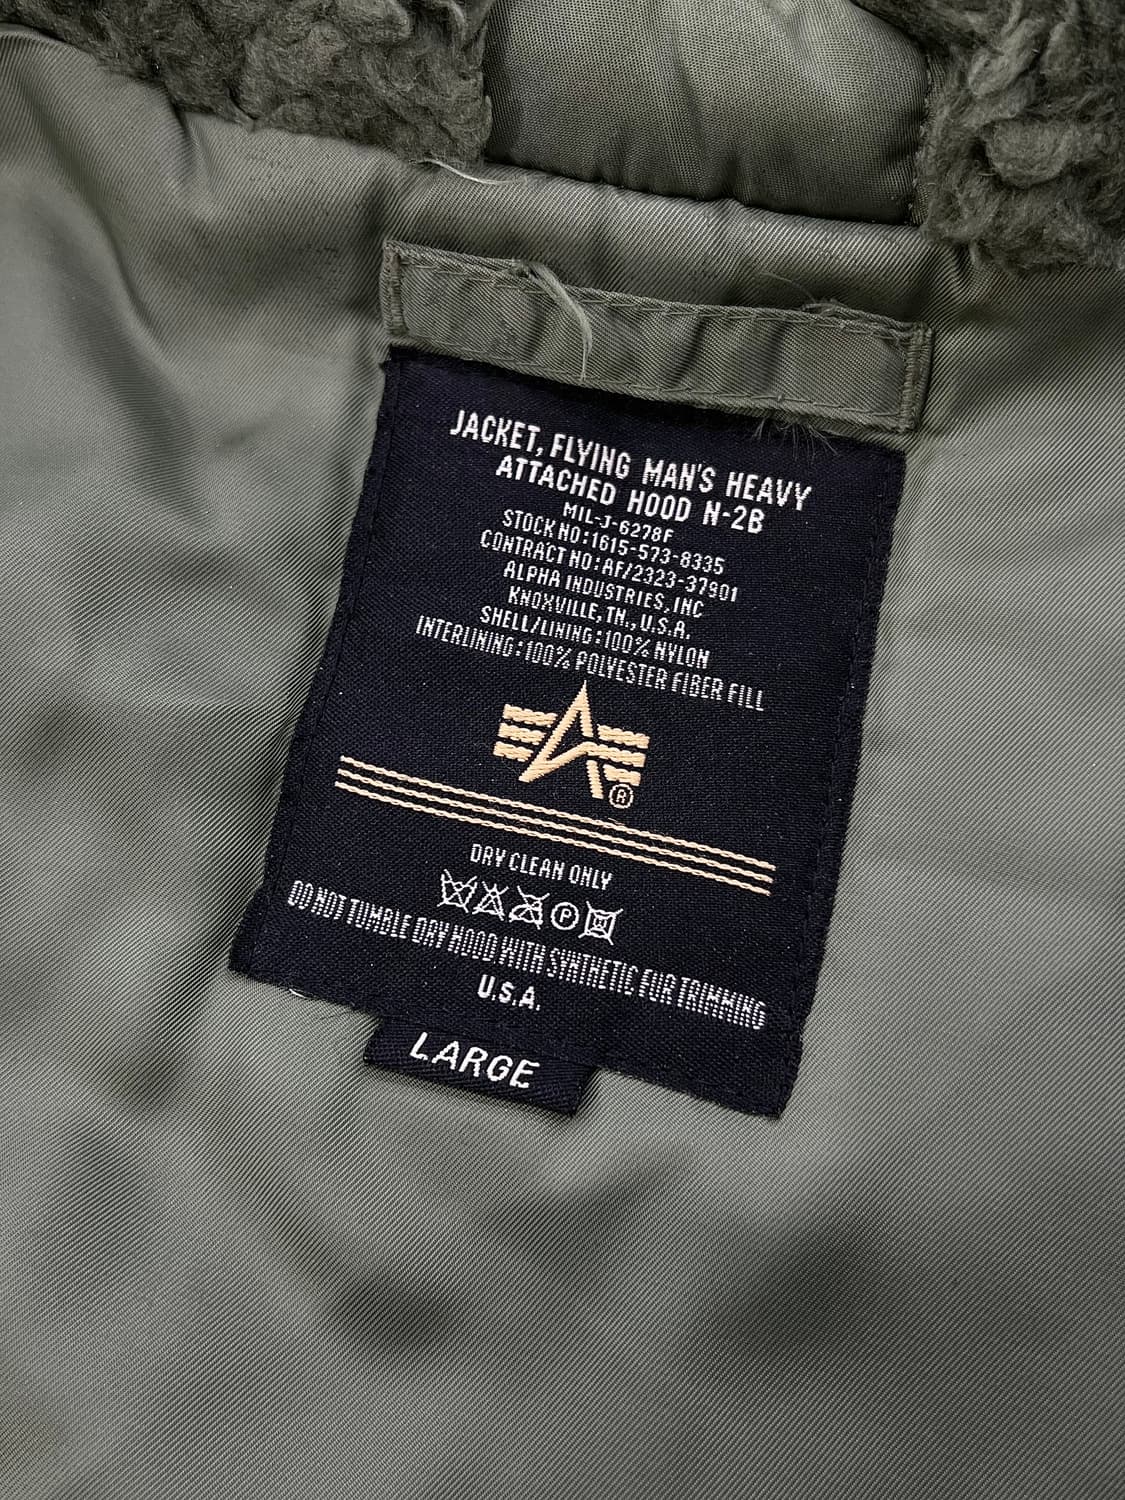 JACKET, FLYING MAN'S HEAVY
ATTACHED HOOD N-2B
MIL-J-6278F
STOCK NO:1615-573-8335
CONTRACT NO:AF/2323-37901
ALPHA INDUSTRIES, INC
KNOXVILLE, TN., U.S.A.
SHELL/LINING:100% NYLON
INTERLINING:100% POLYESTER FIBER FILL
®
DRY CLEAN ONLY
P
DO NOT TUMBLE DRY HOOD WITH SYNTHETIC FUR TRIMMING
U.S.A.
LARGE